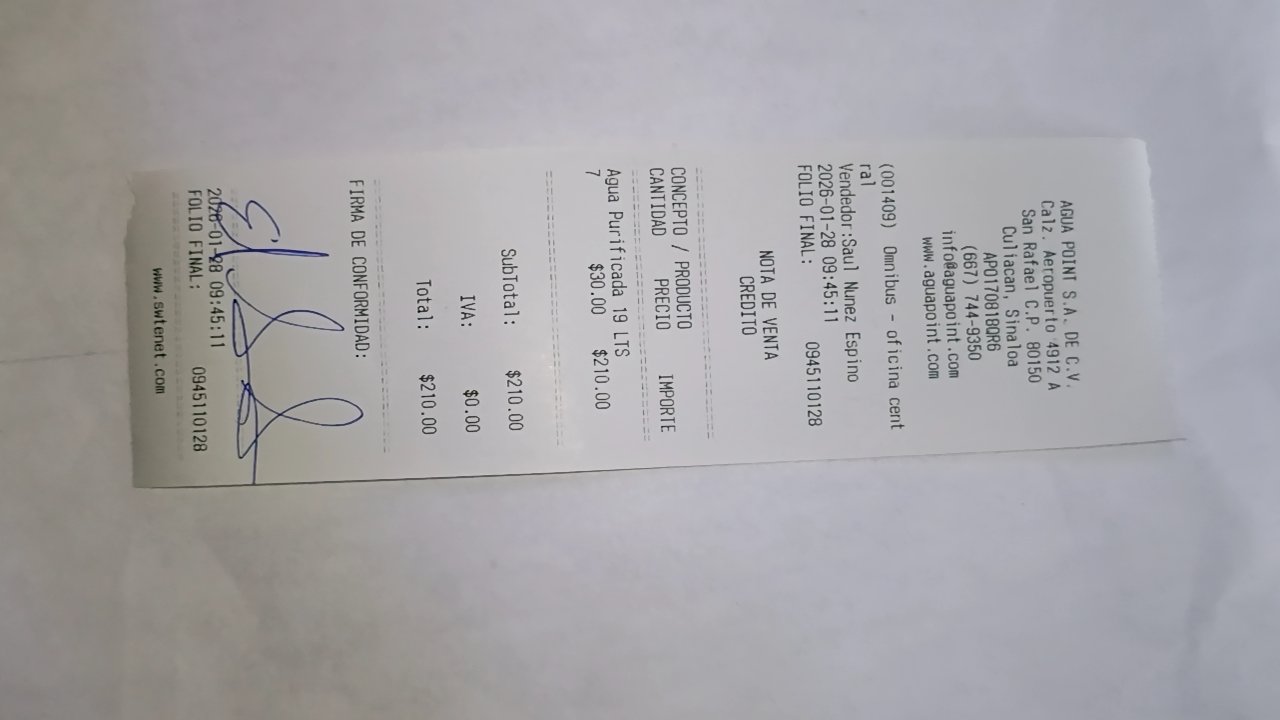 AGUA POINT S.A. DE C.V.
Calz. Aeropuerto 4912 A
San Rafael C.P. 80150
Culiacan, Sinaloa
APO170818QR6
(667) 744-9350
info@aguapoint.com
www.aguapoint.com
(001409) Omnibus - oficina cent
ral
Vendedor:Saul Nunez Espino
2026-01-28 09:45:11
FOLIO FINAL: 0945110128
NOTA DE VENTA
CREDITO
CONCEPTO / PRODUCTO
CANTIDAD PRECIO IMPORTE
Agua Purificada 19 LTS
7 $30.00 $210.00
SubTotal: $210.00
IVA: $0.00
Total: $210.00
FIRMA DE CONFORMIDAD:
2026-01-28 09:45:11
FOLIO FINAL: 0945110128
www.swtenet.com